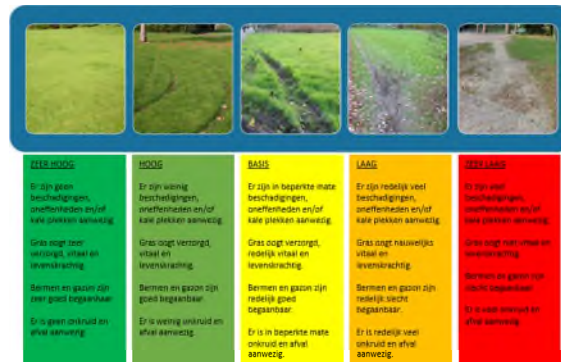 ZEER HOOG
Er zijn geen
beschadigingen,
oneffenheden en/of
kale plekken aanwezig.
Gras oogt zeer
verzorgd, vitaal en
levenskrachtig.
Bermen en gazon zijn
zeer goed begaanbaar.
Er is geen onkruid en
afval aanwezig.
HOOG
Er zijn weinig
beschadigingen,
oneffenheden en/of
kale plekken aanwezig.
Gras oogt verzorgd,
vitaal en
levenskrachtig.
Bermen en gazon zijn
goed begaanbaar.
Er is weinig onkruid en
afval aanwezig.
BASIS
Er zijn in beperkte mate
beschadigingen,
oneffenheden en/of
kale plekken aanwezig.
Gras oogt verzorgd,
redelijk vitaal en
levenskrachtig.
Bermen en gazon zijn
redelijk goed
begaanbaar.
Er is in beperkte mate
onkruid en afval
aanwezig.
LAAG
Er zijn redelijk veel
beschadigingen,
oneffenheden en/of
kale plekken aanwezig.
Gras oogt nauwelijks
vitaal en
levenskrachtig.
Bermen en gazon zijn
redelijk slecht
begaanbaar.
Er is redelijk veel
onkruid en afval
aanwezig.
ZEER LAAG
Er zijn veel
beschadigingen,
oneffenheden en/of
kale plekken aanwezig.
Gras oogt niet vitaal en
levenskrachtig.
Bermen en gazon zijn
slecht begaanbaar.
Er is veel onkruid en
afval aanwezig.